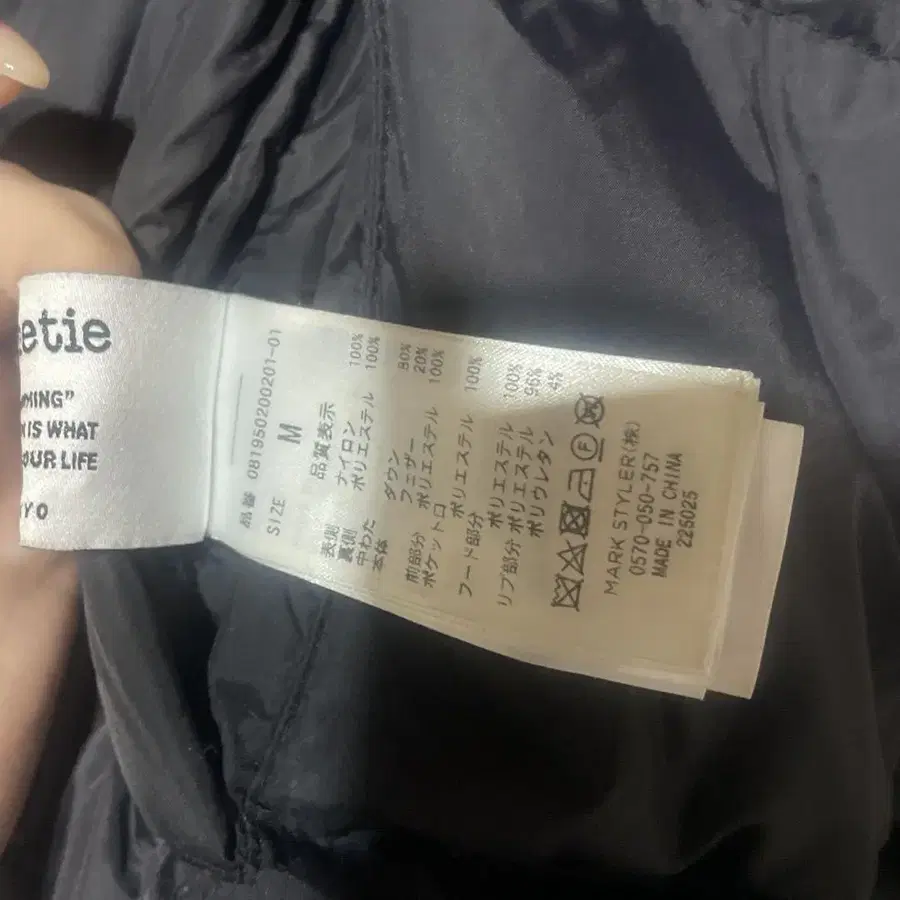 etie
MING”
IS WHAT
OUR LIFE
YO
品番 081950200201-01
SIZE M
品質表示
表側 ナイロン 100%
裏側 ポリエステル 100%
中わた
本体 ダウン 80%
フェザー 20%
前部分 ポリエステル 100%
ポケット口
フード部分 ポリエステル 100%
リブ部分 ポリエステル 100%
ポリエステル 96%
ポリウレタン 4%
MARK STYLER(株)
0570-050-757
MADE IN CHINA
225025